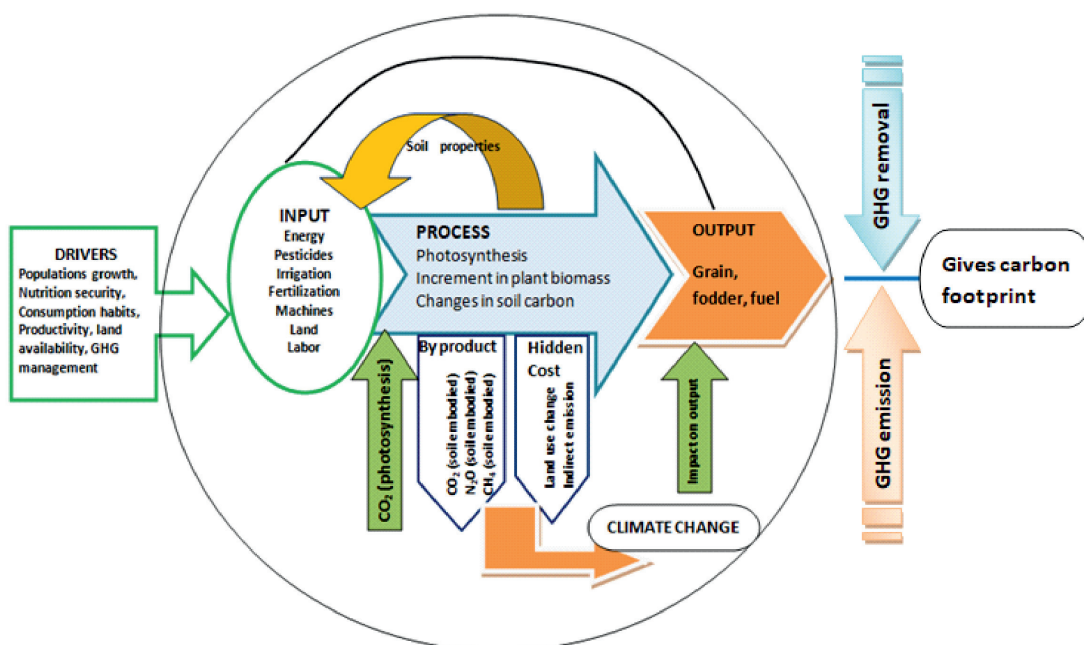 DRIVERS
Populations growth,
Nutrition security,
Consumption habits,
Productivity, land
availability, GHG
management
INPUT
Energy
Pesticides
Irrigation
Fertilization
Machines
Land
Labor
Soil properties
PROCESS
Photosynthesis
Increment in plant biomass
Changes in soil carbon
OUTPUT
Grain,
fodder, fuel
CO₂ (photosynthesis)
By product
CO₂ (soil embodied)
N₂O (soil embodied)
CH₄ (soil embodied)
Hidden
Cost
Land use change
Indirect emission
Impact on output
CLIMATE CHANGE
GHG removal
GHG emission
Gives carbon
footprint